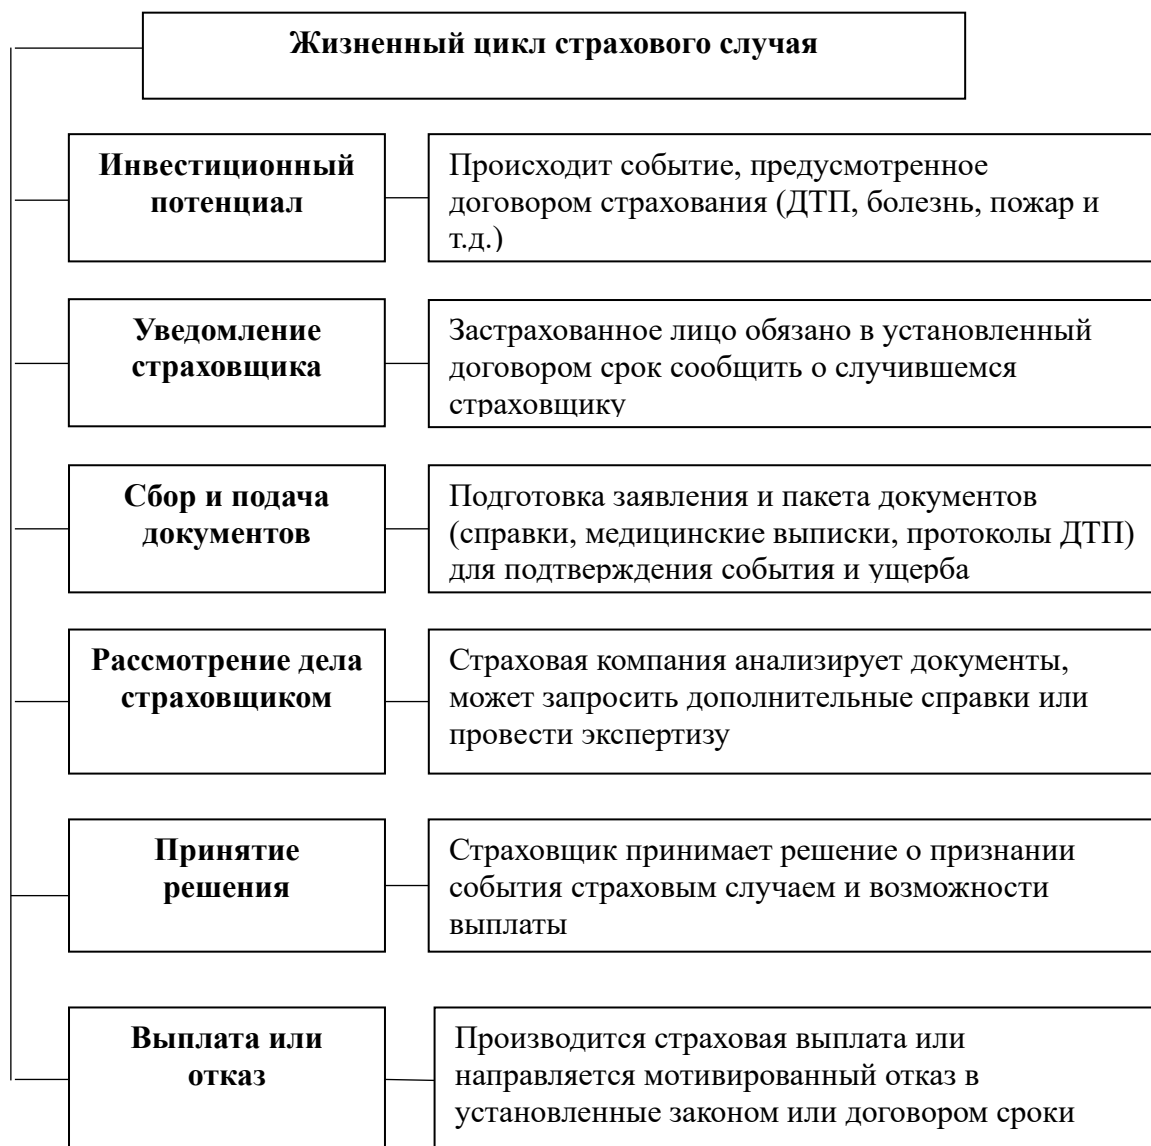 Жизненный цикл страхового случая
Инвестиционный
потенциал
Происходит событие, предусмотренное
договором страхования (ДТП, болезнь, пожар и
т.д.)
Уведомление
страховщика
Застрахованное лицо обязано в установленный
договором срок сообщить о случившемся
страховщику
Сбор и подача
документов
Подготовка заявления и пакета документов
(справки, медицинские выписки, протоколы ДТП)
для подтверждения события и ущерба
Рассмотрение дела
страховщиком
Страховая компания анализирует документы,
может запросить дополнительные справки или
провести экспертизу
Принятие
решения
Страховщик принимает решение о признании
события страховым случаем и возможности
выплаты
Выплата или
отказ
Производится страховая выплата или
направляется мотивированный отказ в
установленные законом или договором сроки